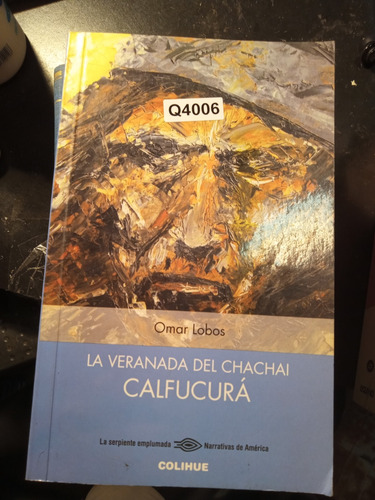 Q4006
Omar Lobos
LA VERANADA DEL CHACHAI
CALFUCURÁ
La serpiente emplumada Narrativas de América
COLIHUE